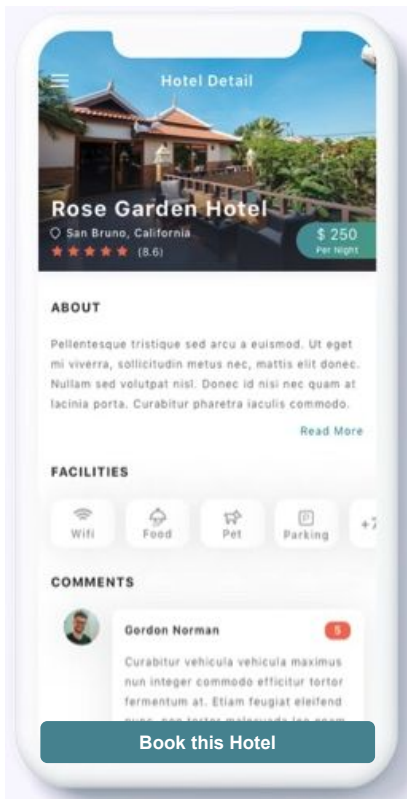 Hotel Detail
Rose Garden Hotel
San Bruno, California
(8.6)
$ 250
Per Night
ABOUT
Pellentesque tristique sed arcu a euismod. Ut eget
mi viverra, sollicitudin metus nec, mattis elit donec.
Nullam sed volutpat nisl. Donec id nisi nec quam at
lacinia porta. Curabitur pharetra iaculis commodo.
Read More
FACILITIES
Wifi Food Pet Parking +7
COMMENTS
Gordon Norman 5
Curabitur vehicula vehicula maximus
nun integer commodo efficitur tortor
fermentum at. Etiam feugiat eleifend
Book this Hotel